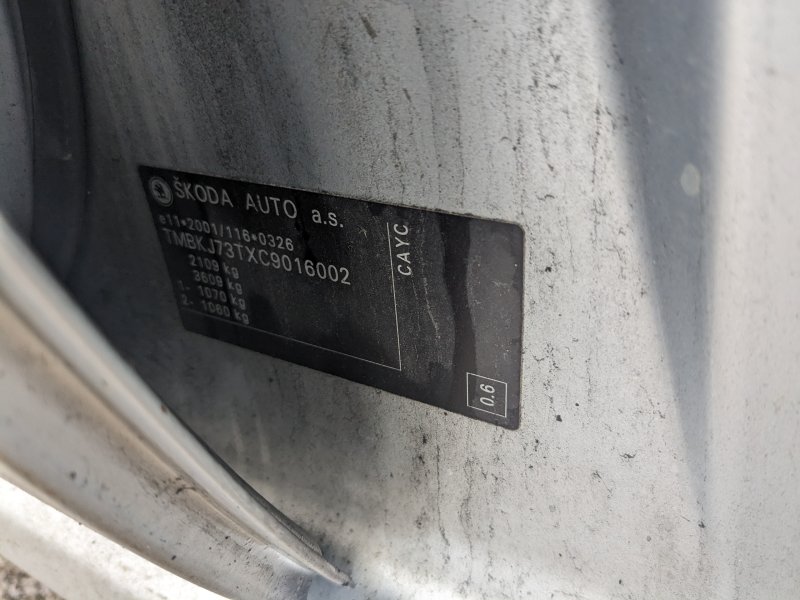 ŠKODA AUTO a.s.
e11*2001/116*0326
TMBKJ73TXC9016002
2109 kg
3609 kg
1- 1070 kg
2- 1080 kg
CAYC
0.6